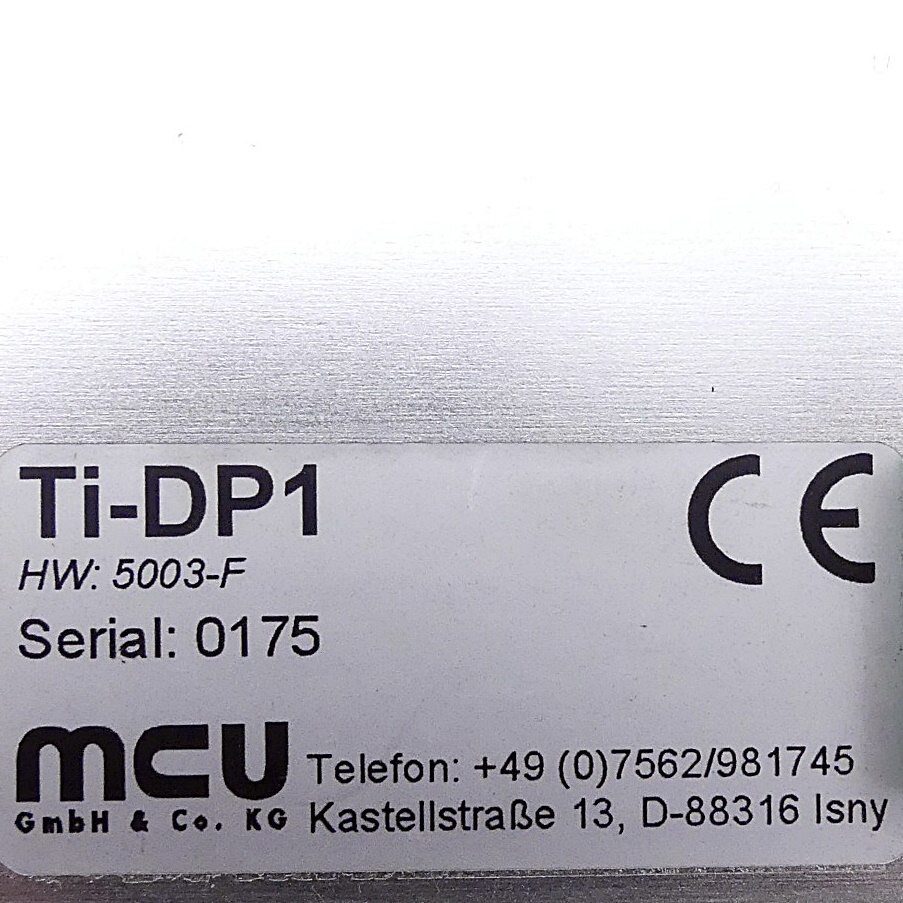 Ti-DP1
CE
HW: 5003-F
Serial: 0175
mcu
GmbH & Co. KG
Telefon: +49 (0)7562/981745
Kastellstraße 13, D-88316 Isny